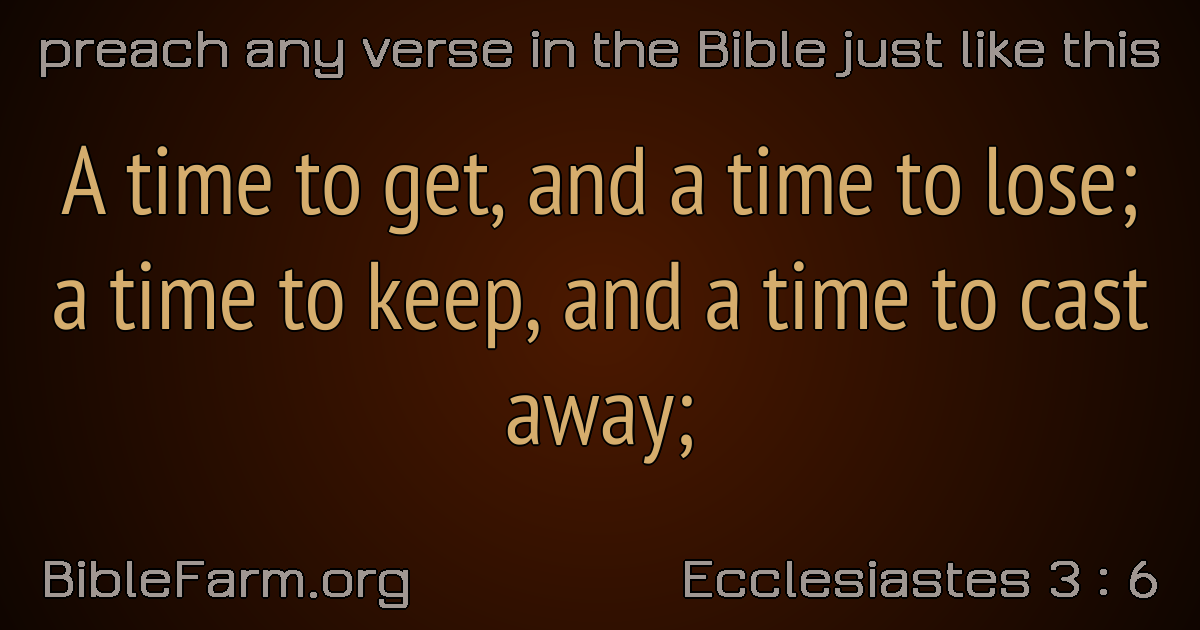 preach any verse in the Bible just like this
A time to get, and a time to lose;
a time to keep, and a time to cast
away;
BibleFarm.org
Ecclesiastes 3 : 6